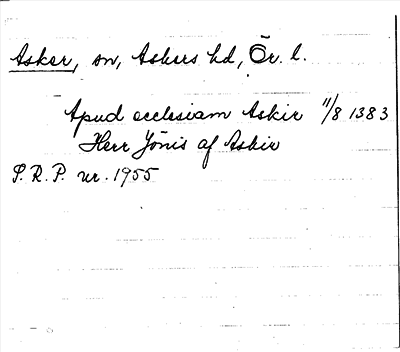 Asker, sn, Askers hd, Ör. l.
Apud ecclesiam Askir 11/8 1383
Herr Jönis af Askir
S. R. P. nr. 1955